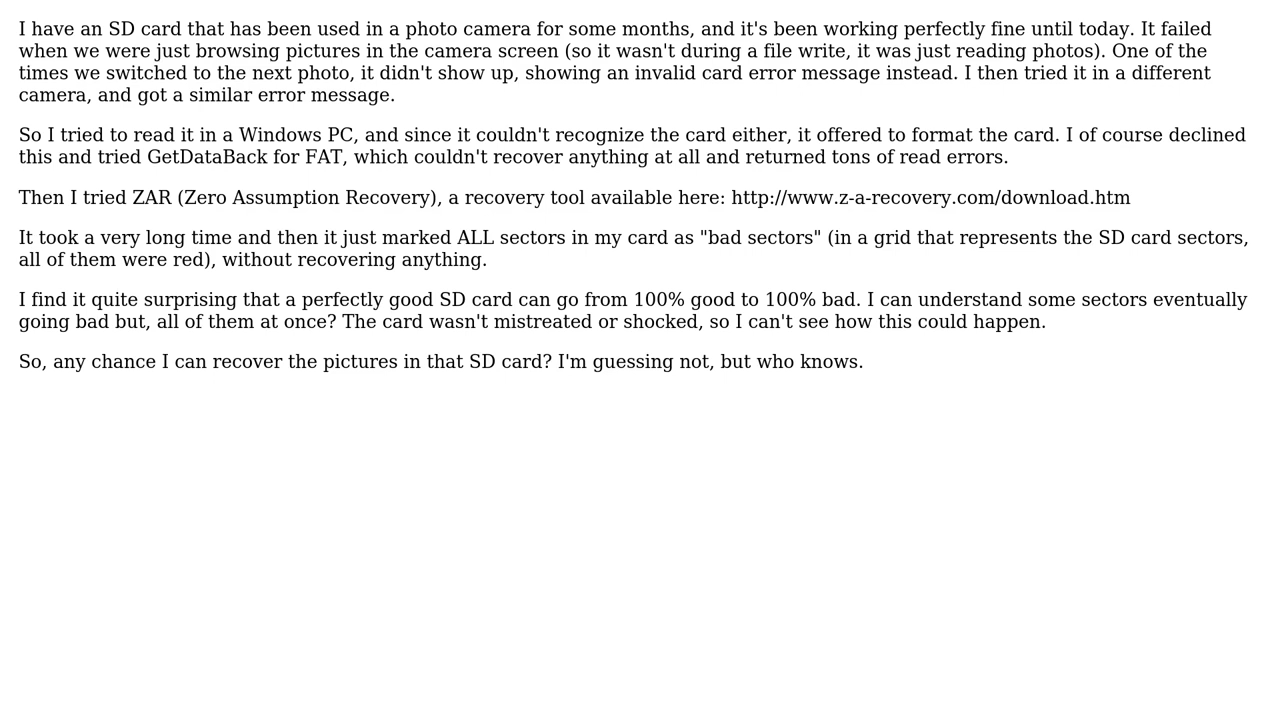 I have an SD card that has been used in a photo camera for some months, and it's been working perfectly fine until today. It failed
when we were just browsing pictures in the camera screen (so it wasn't during a file write, it was just reading photos). One of the
times we switched to the next photo, it didn't show up, showing an invalid card error message instead. I then tried it in a different
camera, and got a similar error message.
So I tried to read it in a Windows PC, and since it couldn't recognize the card either, it offered to format the card. I of course declined
this and tried GetDataBack for FAT, which couldn't recover anything at all and returned tons of read errors.
Then I tried ZAR (Zero Assumption Recovery), a recovery tool available here: http://www.z-a-recovery.com/download.htm
It took a very long time and then it just marked ALL sectors in my card as "bad sectors" (in a grid that represents the SD card sectors,
all of them were red), without recovering anything.
I find it quite surprising that a perfectly good SD card can go from 100% good to 100% bad. I can understand some sectors eventually
going bad but, all of them at once? The card wasn't mistreated or shocked, so I can't see how this could happen.
So, any chance I can recover the pictures in that SD card? I'm guessing not, but who knows.